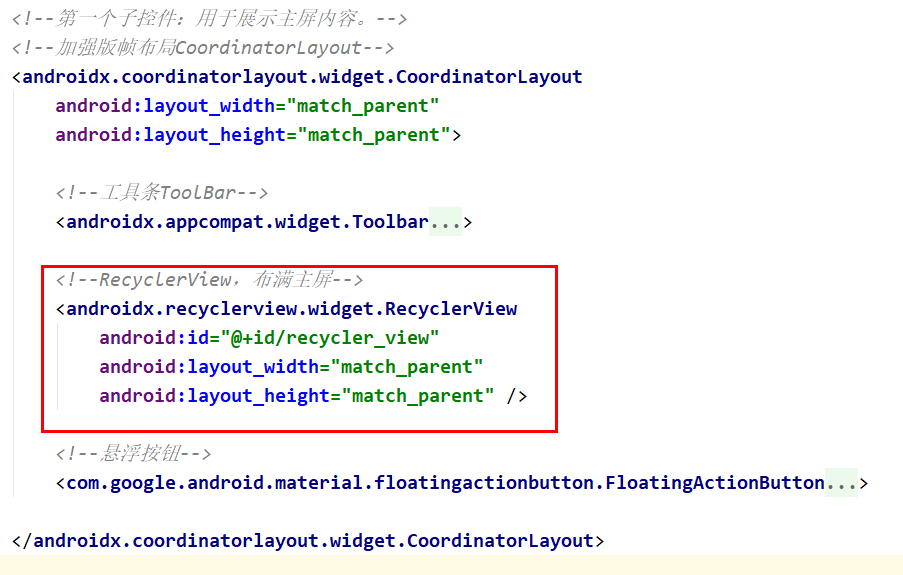 <!--第一个子控件：用于展示主屏内容。-->
<!--加强版帧布局CoordinatorLayout-->
<androidx.coordinatorlayout.widget.CoordinatorLayout
    android:layout_width="match_parent"
    android:layout_height="match_parent">
    <!--工具条ToolBar-->
    <androidx.appcompat.widget.Toolbar...>
    <!--RecyclerView，布满主屏-->
    <androidx.recyclerview.widget.RecyclerView
        android:id="@+id/recycler_view"
        android:layout_width="match_parent"
        android:layout_height="match_parent" />
    <!--悬浮按钮-->
    <com.google.android.material.floatingactionbutton.FloatingActionButton...>
</androidx.coordinatorlayout.widget.CoordinatorLayout>